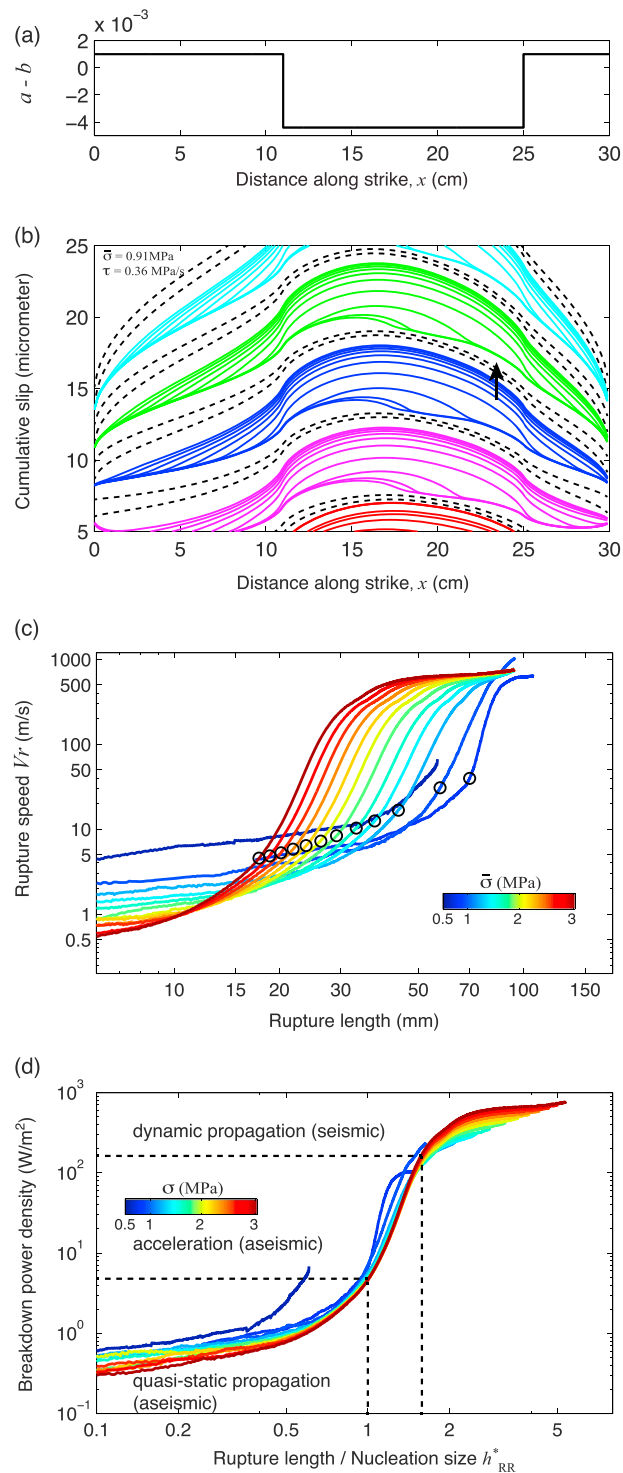 (a)
x 10⁻³
2
0
−2
−4
a - b
0 5 10 15 20 25 30
Distance along strike, x (cm)
(b)
σ̄ = 0.91MPa
τ = 0.36 MPa/s
25
20
15
10
5
Cumulative slip (micrometer)
0 5 10 15 20 25 30
Distance along strike, x (cm)
(c)
1000
500
100
50
10
5
1
0.5
Rupture speed Vr (m/s)
σ̄ (MPa)
0.5 1 2 3
10 15 20 30 50 70 100 150
Rupture length (mm)
(d)
10³
10²
10¹
10⁰
10⁻¹
Breakdown power density (W/m²)
dynamic propagation (seismic)
σ (MPa)
0.5 1 2 3
acceleration (aseismic)
quasi-static propagation
(aseismic)
0.1 0.2 0.5 1 2 5
Rupture length / Nucleation size h*RR